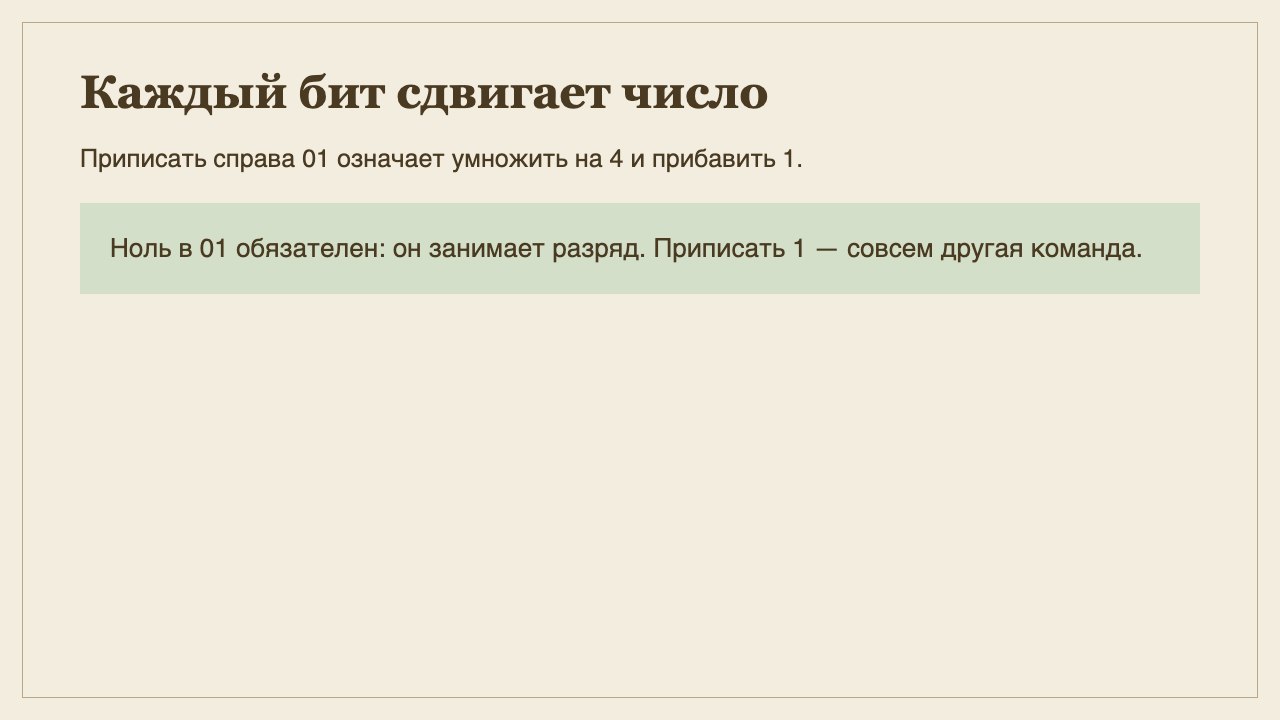 Каждый бит сдвигает число
Приписать справа 01 означает умножить на 4 и прибавить 1.
Ноль в 01 обязателен: он занимает разряд. Приписать 1 — совсем другая команда.